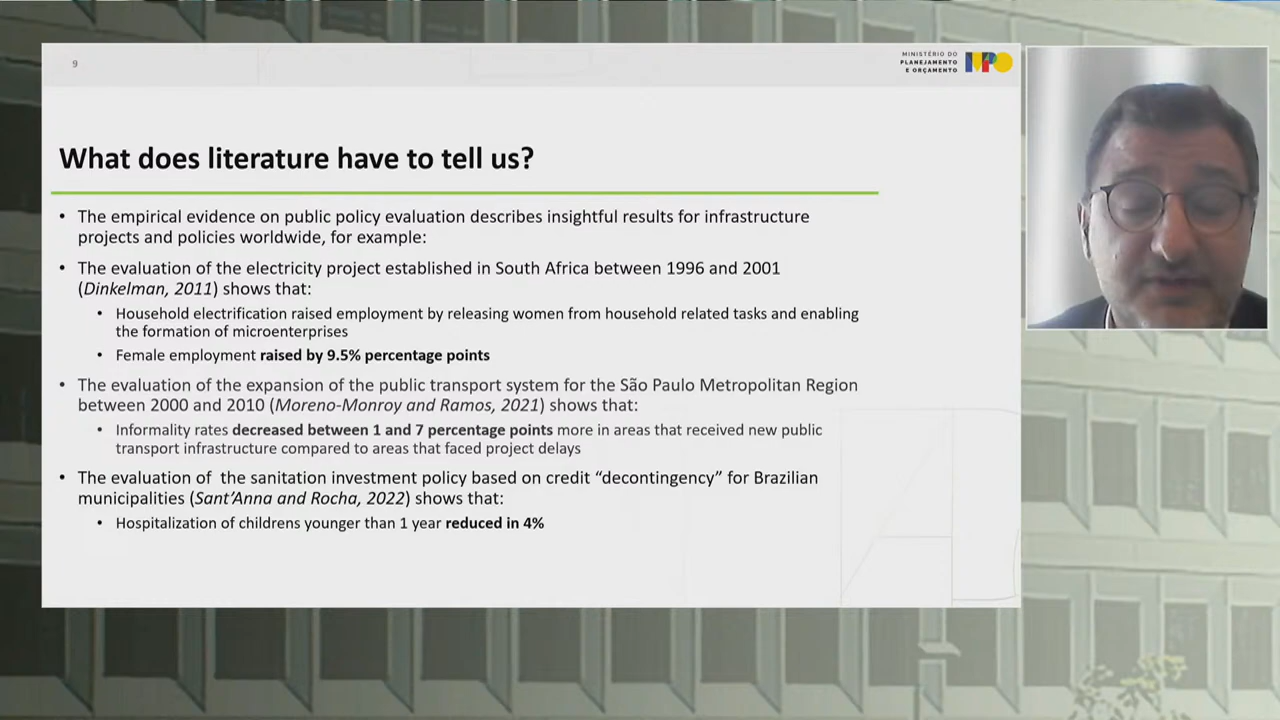 9
MINISTÉRIO DO
PLANEJAMENTO
E ORÇAMENTO
MPO
What does literature have to tell us?
• The empirical evidence on public policy evaluation describes insightful results for infrastructure
projects and policies worldwide, for example:
• The evaluation of the electricity project established in South Africa between 1996 and 2001
(Dinkelman, 2011) shows that:
• Household electrification raised employment by releasing women from household related tasks and enabling
the formation of microenterprises
• Female employment raised by 9.5% percentage points
• The evaluation of the expansion of the public transport system for the São Paulo Metropolitan Region
between 2000 and 2010 (Moreno-Monroy and Ramos, 2021) shows that:
• Informality rates decreased between 1 and 7 percentage points more in areas that received new public
transport infrastructure compared to areas that faced project delays
• The evaluation of  the sanitation investment policy based on credit “decontingency” for Brazilian
municipalities (Sant’Anna and Rocha, 2022) shows that:
• Hospitalization of childrens younger than 1 year reduced in 4%